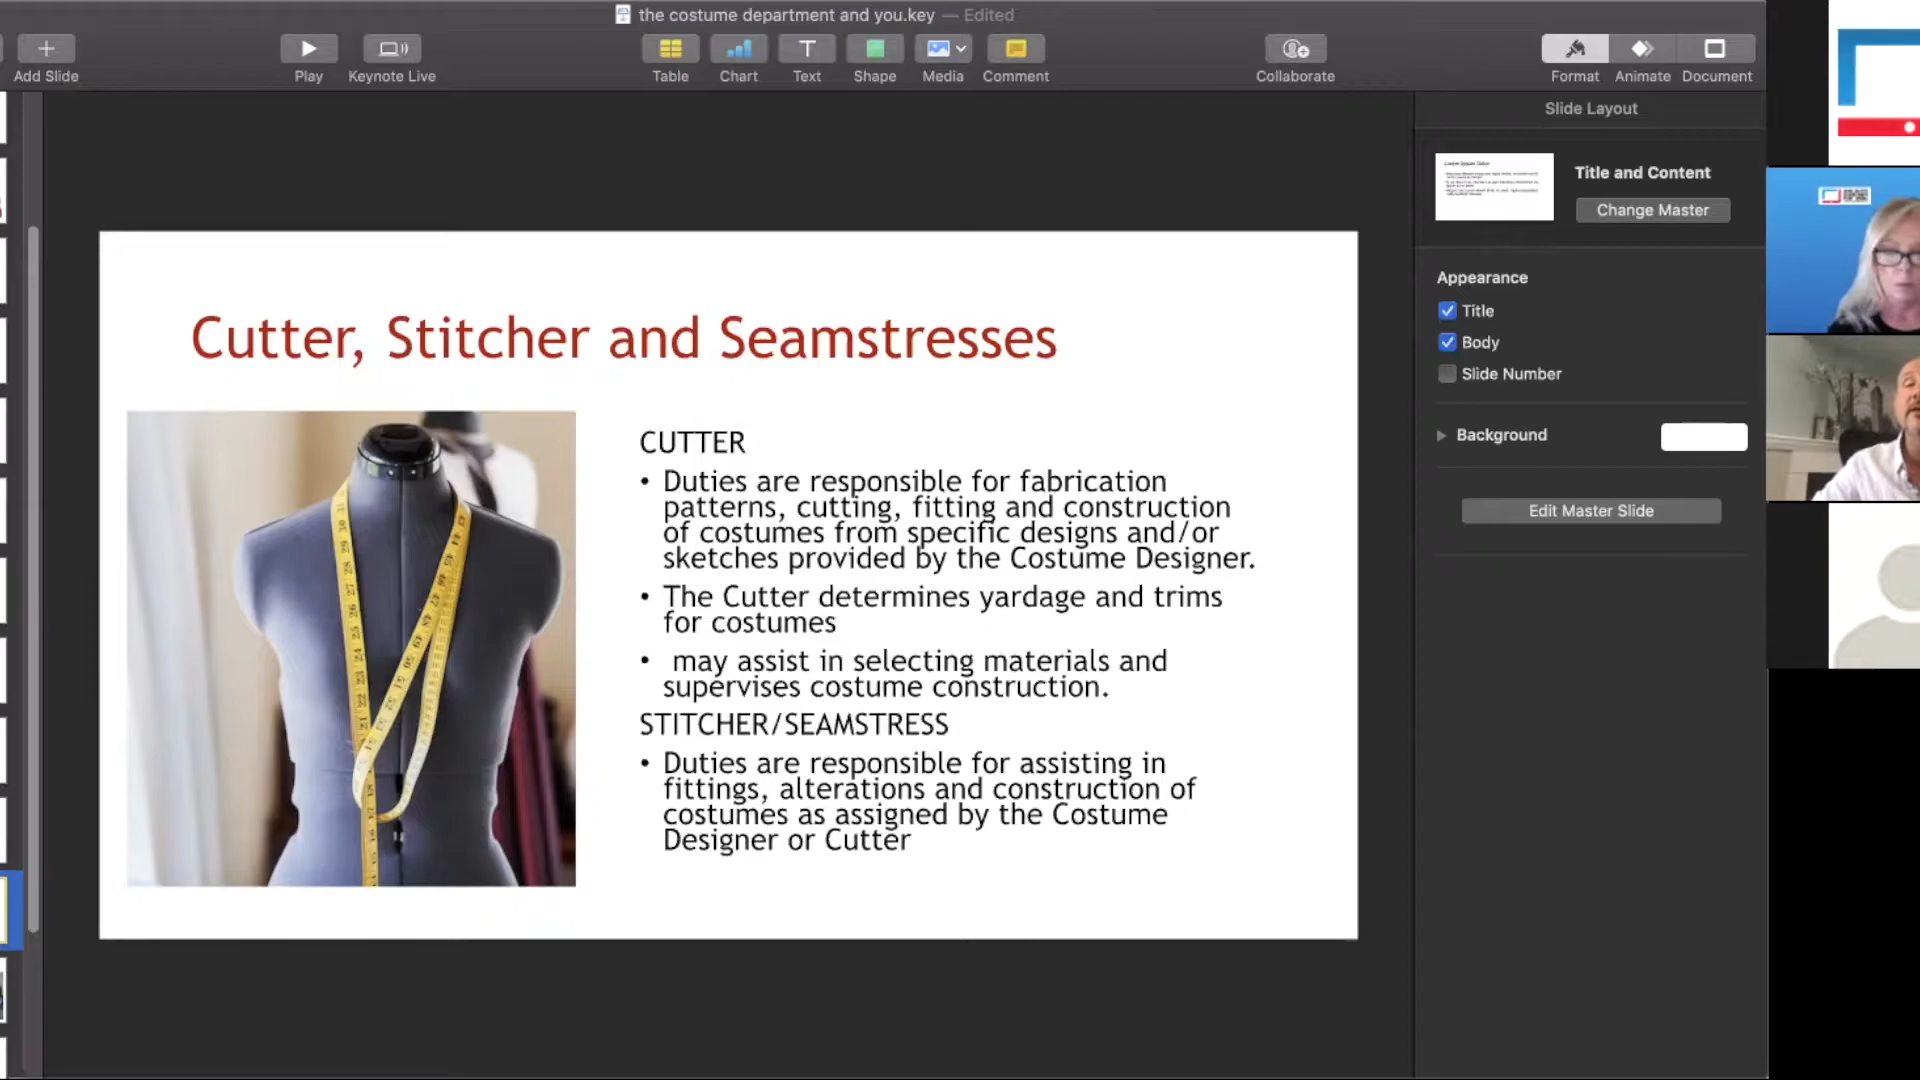 the costume department and you.key — Edited
Add Slide
Play
Keynote Live
Table
Chart
Text
Shape
Media
Comment
Collaborate
Format
Animate
Document
Slide Layout
Title and Content
Change Master
Appearance
Title
Body
Slide Number
Background
Edit Master Slide
Cutter, Stitcher and Seamstresses
CUTTER
• Duties are responsible for fabrication
patterns, cutting, fitting and construction
of costumes from specific designs and/or
sketches provided by the Costume Designer.
• The Cutter determines yardage and trims
for costumes
• may assist in selecting materials and
supervises costume construction.
STITCHER/SEAMSTRESS
• Duties are responsible for assisting in
fittings, alterations and construction of
costumes as assigned by the Costume
Designer or Cutter